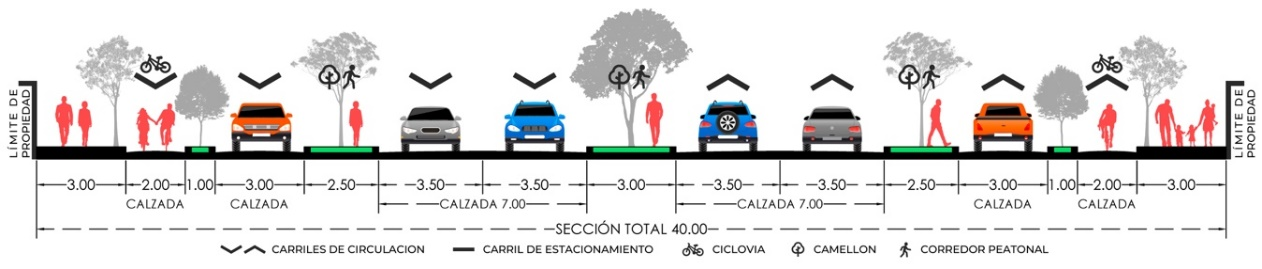 LÍMITE DE
PROPIEDAD
LÍMITE DE
PROPIEDAD
3.00 2.00 1.00 3.00 2.50 3.50 3.50 3.00 3.50 3.50 2.50 3.00 1.00 2.00 3.00
CALZADA CALZADA CALZADA 7.00 CALZADA 7.00 CALZADA CALZADA
SECCIÓN TOTAL 40.00
CARRILES DE CIRCULACION CARRIL DE ESTACIONAMIENTO CICLOVIA CAMELLON CORREDOR PEATONAL